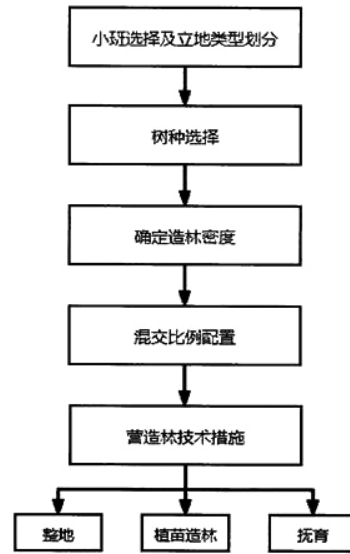 小班选择及立地类型划分
树种选择
确定造林密度
混交比例配置
营造林技术措施
整地
植苗造林
抚育